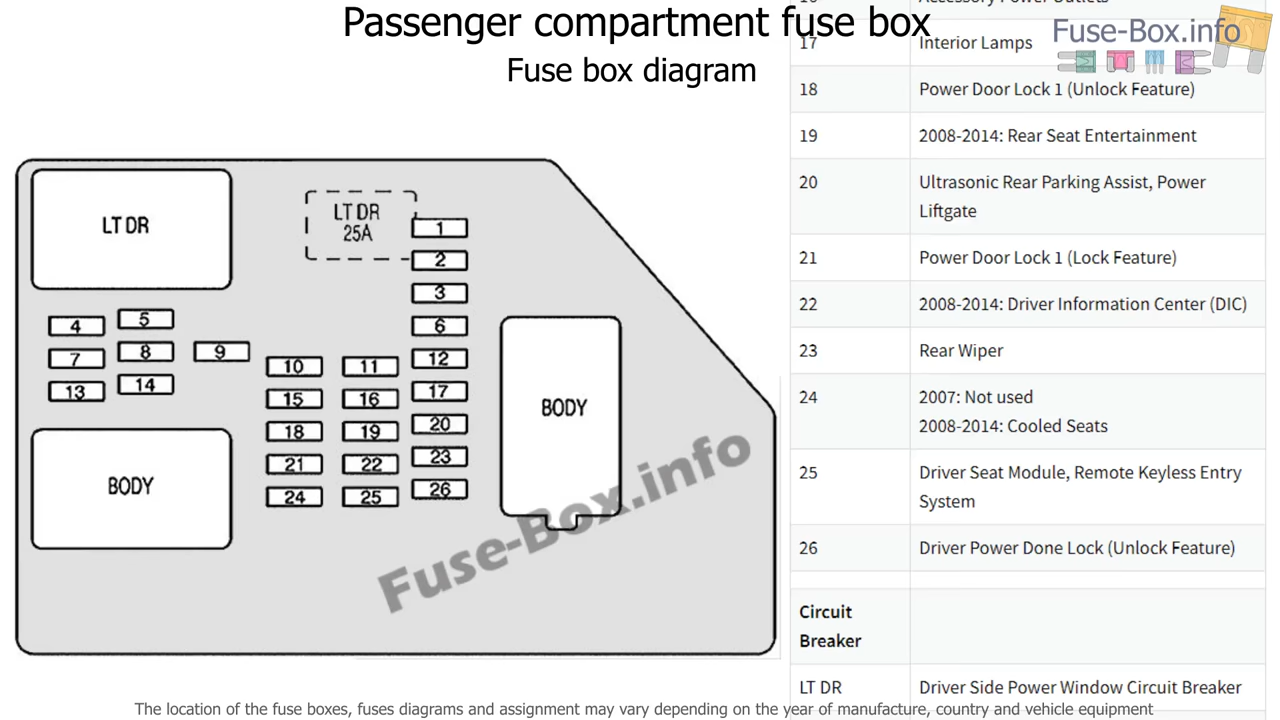 Passenger compartment fuse box
Fuse box diagram
Fuse-Box.info
LT DR
LT DR
25A
1
2
3
4
5
6
7
8
9
10
11
12
13
14
15
16
17
18
19
20
21
22
23
24
25
26
BODY
BODY
Fuse-Box.info
16 Accessory Power Outlets
17 Interior Lamps
18 Power Door Lock 1 (Unlock Feature)
19 2008-2014: Rear Seat Entertainment
20 Ultrasonic Rear Parking Assist, Power
Liftgate
21 Power Door Lock 1 (Lock Feature)
22 2008-2014: Driver Information Center (DIC)
23 Rear Wiper
24 2007: Not used
2008-2014: Cooled Seats
25 Driver Seat Module, Remote Keyless Entry
System
26 Driver Power Done Lock (Unlock Feature)
Circuit
Breaker
LT DR Driver Side Power Window Circuit Breaker
The location of the fuse boxes, fuses diagrams and assignment may vary depending on the year of manufacture, country and vehicle equipment